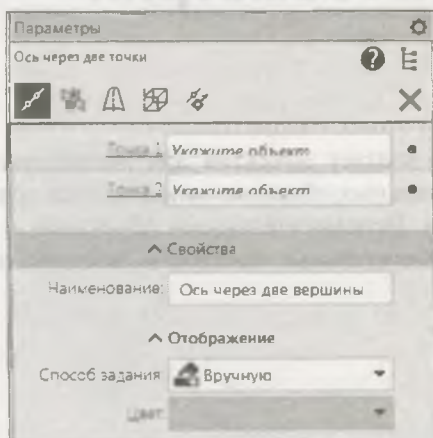 Параметры
Ось через две точки
Точка 1 Укажите объект
Точка 2 Укажите объект
Свойства
Наименование: Ось через две вершины
Отображение
Способ задания Вручную
Цвет